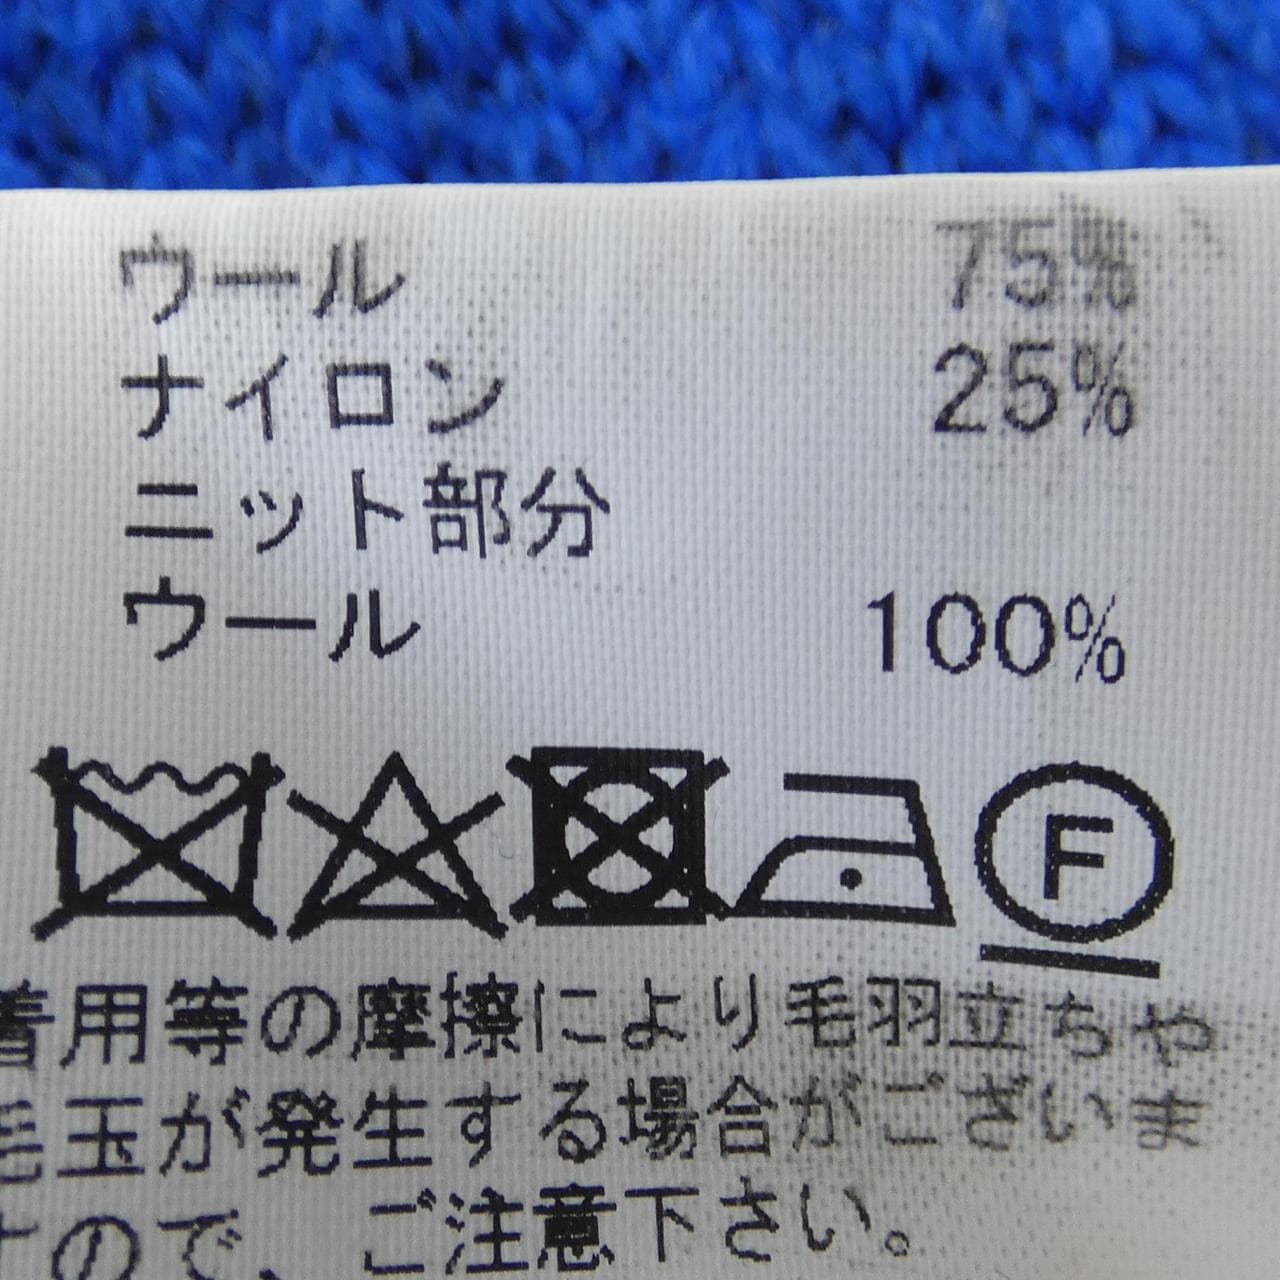 ウール 75%
ナイロン 25%
ニット部分
ウール 100%
F
着用等の摩擦により毛羽立ちや
毛玉が発生する場合がございま
すので、ご注意下さい。